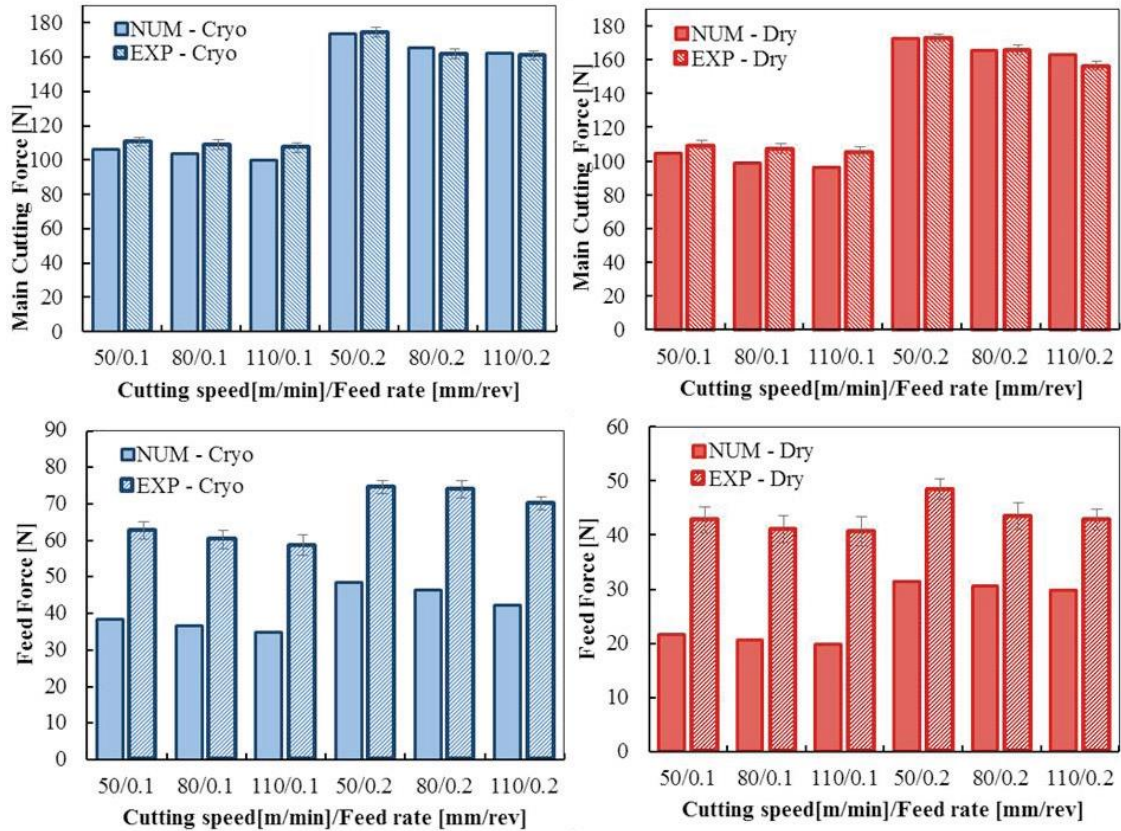 180
160
140
120
100
80
60
40
20
0
Main Cutting Force [N]
NUM - Cryo
EXP - Cryo
50/0.1 80/0.1 110/0.1 50/0.2 80/0.2 110/0.2
Cutting speed[m/min]/Feed rate [mm/rev]
180
160
140
120
100
80
60
40
20
0
Main Cutting Force [N]
NUM - Dry
EXP - Dry
50/0.1 80/0.1 110/0.1 50/0.2 80/0.2 110/0.2
Cutting speed[m/min]/Feed rate [mm/rev]
90
80
70
60
50
40
30
20
10
0
Feed Force [N]
NUM - Cryo
EXP - Cryo
50/0.1 80/0.1 110/0.1 50/0.2 80/0.2 110/0.2
Cutting speed[m/min]/Feed rate [mm/rev]
60
50
40
30
20
10
0
Feed Force [N]
NUM - Dry
EXP - Dry
50/0.1 80/0.1 110/0.1 50/0.2 80/0.2 110/0.2
Cutting speed[m/min]/Feed rate [mm/rev]